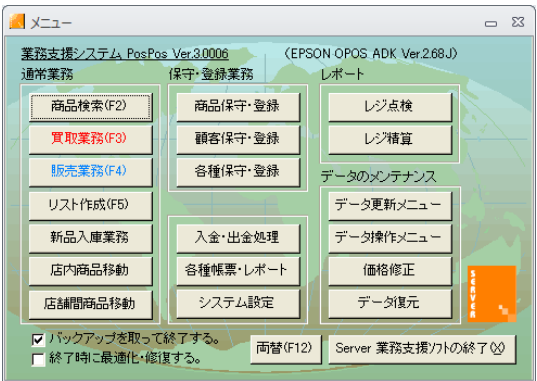 メニュー
業務支援システム PosPos Ver.3.0006 (EPSON OPOS ADK Ver.2.68J)
通常業務 保守・登録業務 レポート
商品検索(F2) 商品保守・登録 レジ点検
買取業務(F3) 顧客保守・登録 レジ精算
販売業務(F4) 各種保守・登録
データのメンテナンス
リスト作成(F5) データ更新メニュー
新品入庫業務 入金・出金処理 データ操作メニュー
店内商品移動 各種帳票・レポート 価格修正
店舗間商品移動 システム設定 データ復元
SERVER
バックアップを取って終了する。
終了時に最適化・修復する。
両替(F12) Server 業務支援ソフトの終了(X)